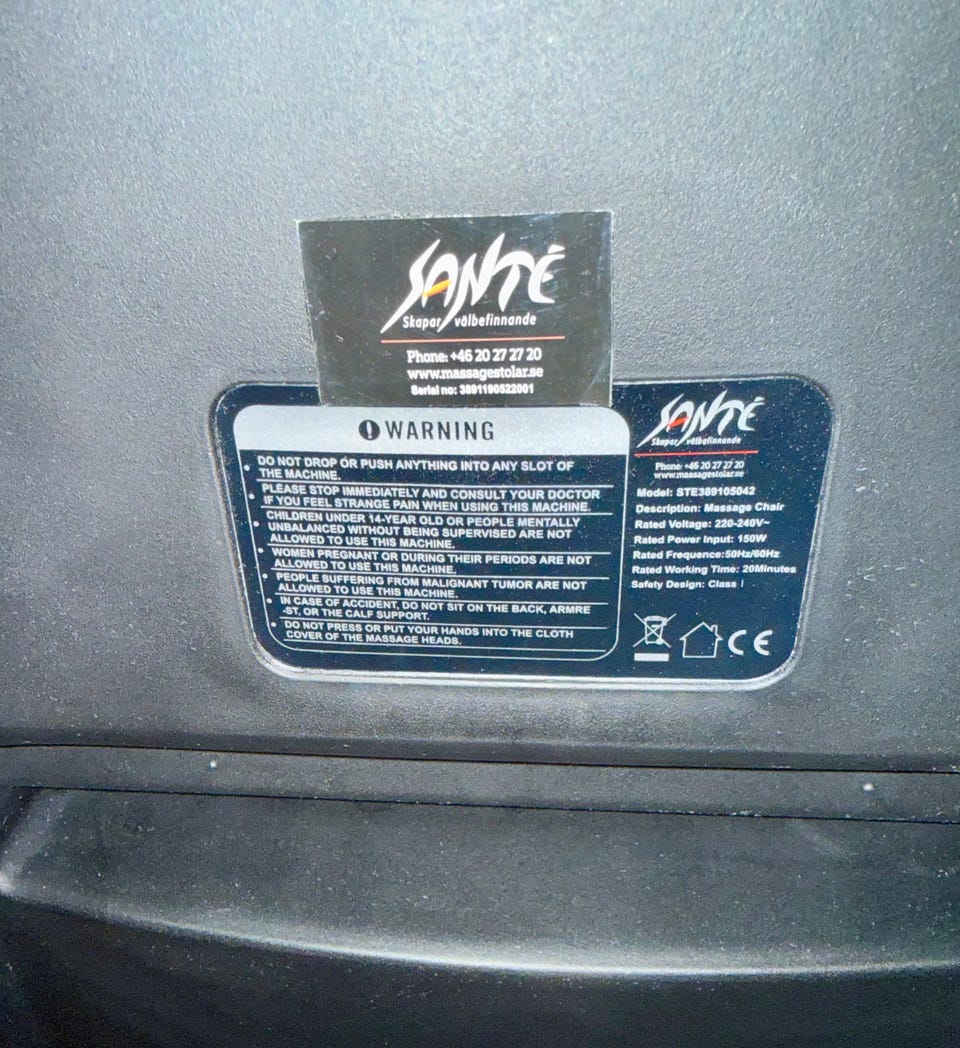 SANTÉ
Skapar välbefinnande
Phone: +46 20 27 27 20
www.massagestolar.se
Serial no: 3891190522001
WARNING
• DO NOT DROP OR PUSH ANYTHING INTO ANY SLOT OF
THE MACHINE.
• PLEASE STOP IMMEDIATELY AND CONSULT YOUR DOCTOR
IF YOU FEEL STRANGE PAIN WHEN USING THIS MACHINE.
• CHILDREN UNDER 14-YEAR OLD OR PEOPLE MENTALLY
UNBALANCED WITHOUT BEING SUPERVISED ARE NOT
ALLOWED TO USE THIS MACHINE.
• WOMEN PREGNANT OR DURING THEIR PERIODS ARE NOT
ALLOWED TO USE THIS MACHINE.
• PEOPLE SUFFERING FROM MALIGNANT TUMOR ARE NOT
ALLOWED TO USE THIS MACHINE.
• IN CASE OF ACCIDENT, DO NOT SIT ON THE BACK, ARMRE
-ST, OR THE CALF SUPPORT.
• DO NOT PRESS OR PUT YOUR HANDS INTO THE CLOTH
COVER OF THE MASSAGE HEADS.
SANTÉ
Skapar välbefinnande
Phone: +46 20 27 27 20
www.massagestolar.se
Model: STE389105042
Description: Massage Chair
Rated Voltage: 220-240V~
Rated Power Input: 150W
Rated Frequence:50Hz/60Hz
Rated Working Time: 20Minutes
Safety Design: Class I
CE